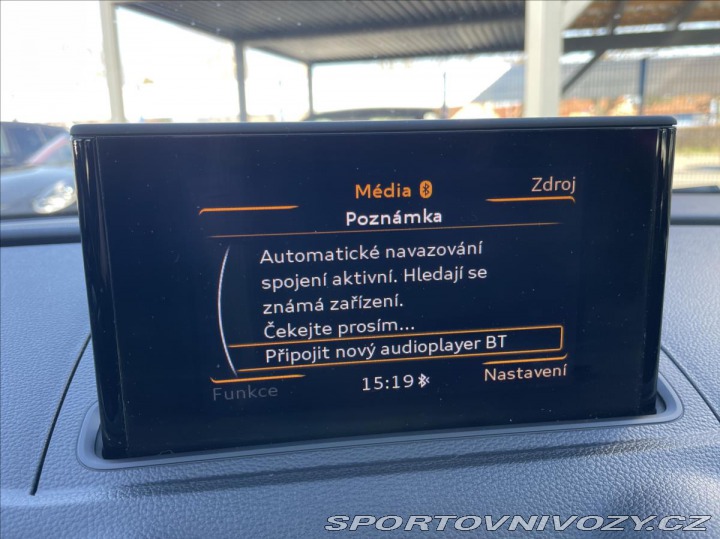 Média
Zdroj
Poznámka
Automatické navazování
spojení aktivní. Hledají se
známá zařízení.
Čekejte prosím...
Připojit nový audioplayer BT
Funkce
15:19
Nastavení
SPORTOVNIVOZY.CZ